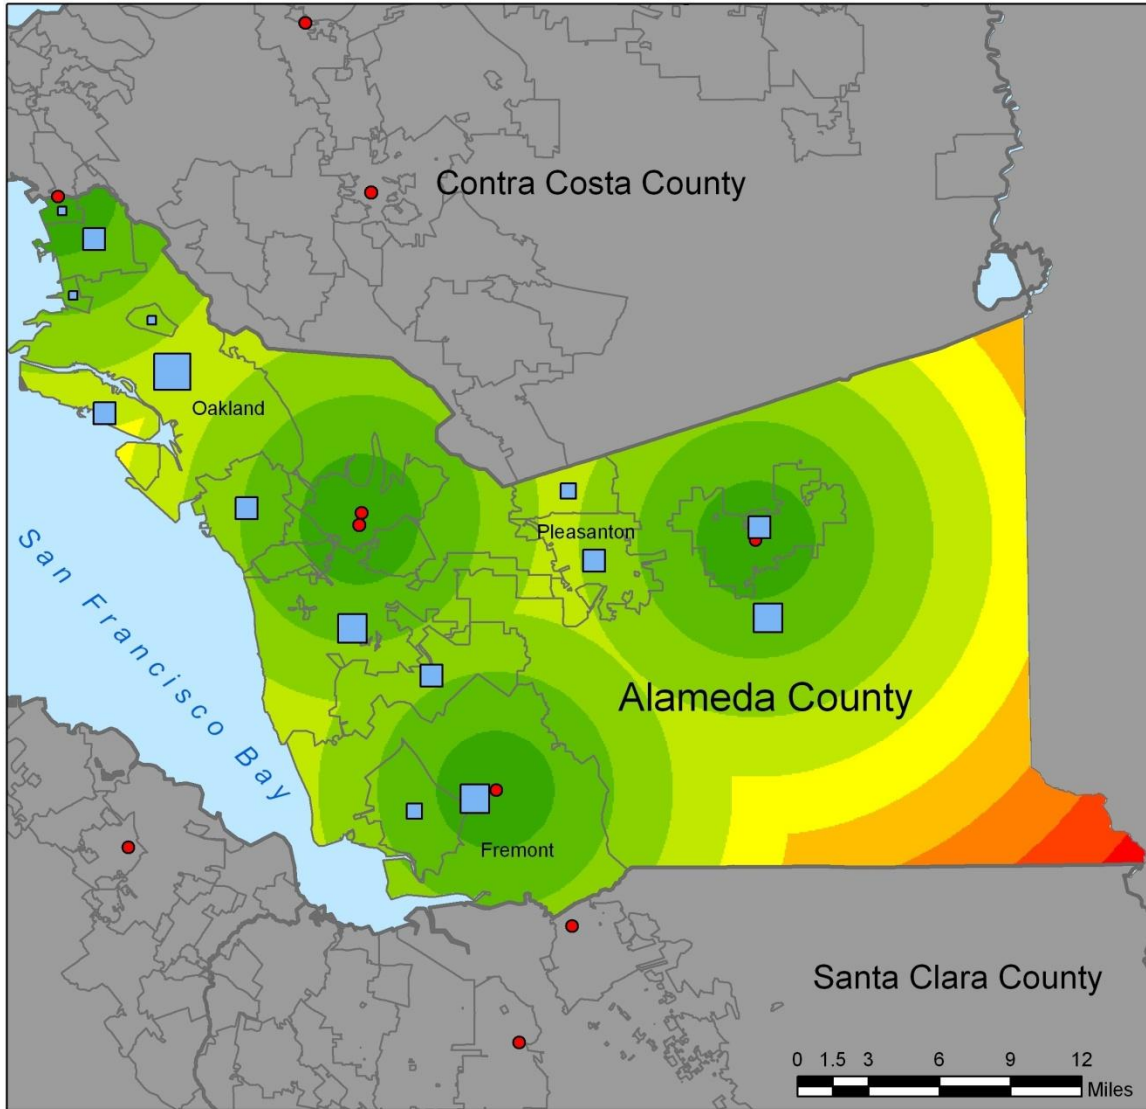 Contra Costa County
Oakland
Pleasanton
San Francisco Bay
Alameda County
Fremont
Santa Clara County
0 1.5 3 6 9 12
Miles